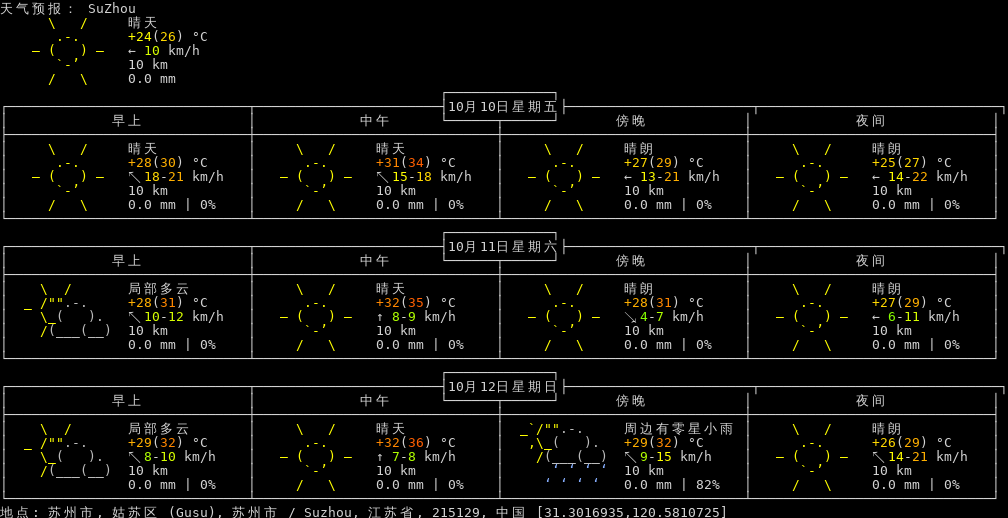 天气预报： SuZhou
晴天
+24(26) °C
← 10 km/h
10 km
0.0 mm
10月10日星期五
早上 中午 傍晚 夜间
晴天 晴天 晴朗 晴朗
+28(30) °C +31(34) °C +27(29) °C +25(27) °C
↖ 18-21 km/h ↖ 15-18 km/h ← 13-21 km/h ← 14-22 km/h
10 km 10 km 10 km 10 km
0.0 mm | 0% 0.0 mm | 0% 0.0 mm | 0% 0.0 mm | 0%
10月11日星期六
早上 中午 傍晚 夜间
局部多云 晴天 晴朗 晴朗
+28(31) °C +32(35) °C +28(31) °C +27(29) °C
↖ 10-12 km/h ↑ 8-9 km/h ↘ 4-7 km/h ← 6-11 km/h
10 km 10 km 10 km 10 km
0.0 mm | 0% 0.0 mm | 0% 0.0 mm | 0% 0.0 mm | 0%
10月12日星期日
早上 中午 傍晚 夜间
局部多云 晴天 周边有零星小雨 晴朗
+29(32) °C +32(36) °C +29(32) °C +26(29) °C
↖ 8-10 km/h ↑ 7-8 km/h ↖ 9-15 km/h ↖ 14-21 km/h
10 km 10 km 10 km 10 km
0.0 mm | 0% 0.0 mm | 0% 0.0 mm | 82% 0.0 mm | 0%
地点: 苏州市, 姑苏区 (Gusu), 苏州市 / Suzhou, 江苏省, 215129, 中国 [31.3016935,120.5810725]